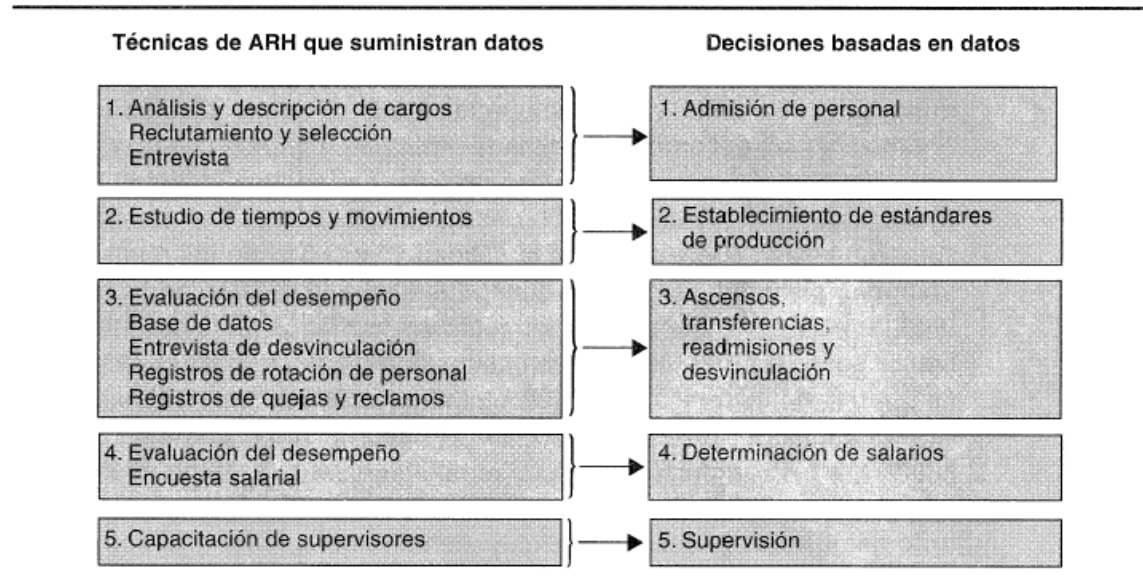 Técnicas de ARH que suministran datos
Decisiones basadas en datos
1. Análisis y descripción de cargos
Reclutamiento y selección
Entrevista
1. Admisión de personal
2. Estudio de tiempos y movimientos
2. Establecimiento de estándares
de producción
3. Evaluación del desempeño
Base de datos
Entrevista de desvinculación
Registros de rotación de personal
Registros de quejas y reclamos
3. Ascensos,
transferencias,
readmisiones y
desvinculación
4. Evaluación del desempeño
Encuesta salarial
4. Determinación de salarios
5. Capacitación de supervisores
5. Supervisión